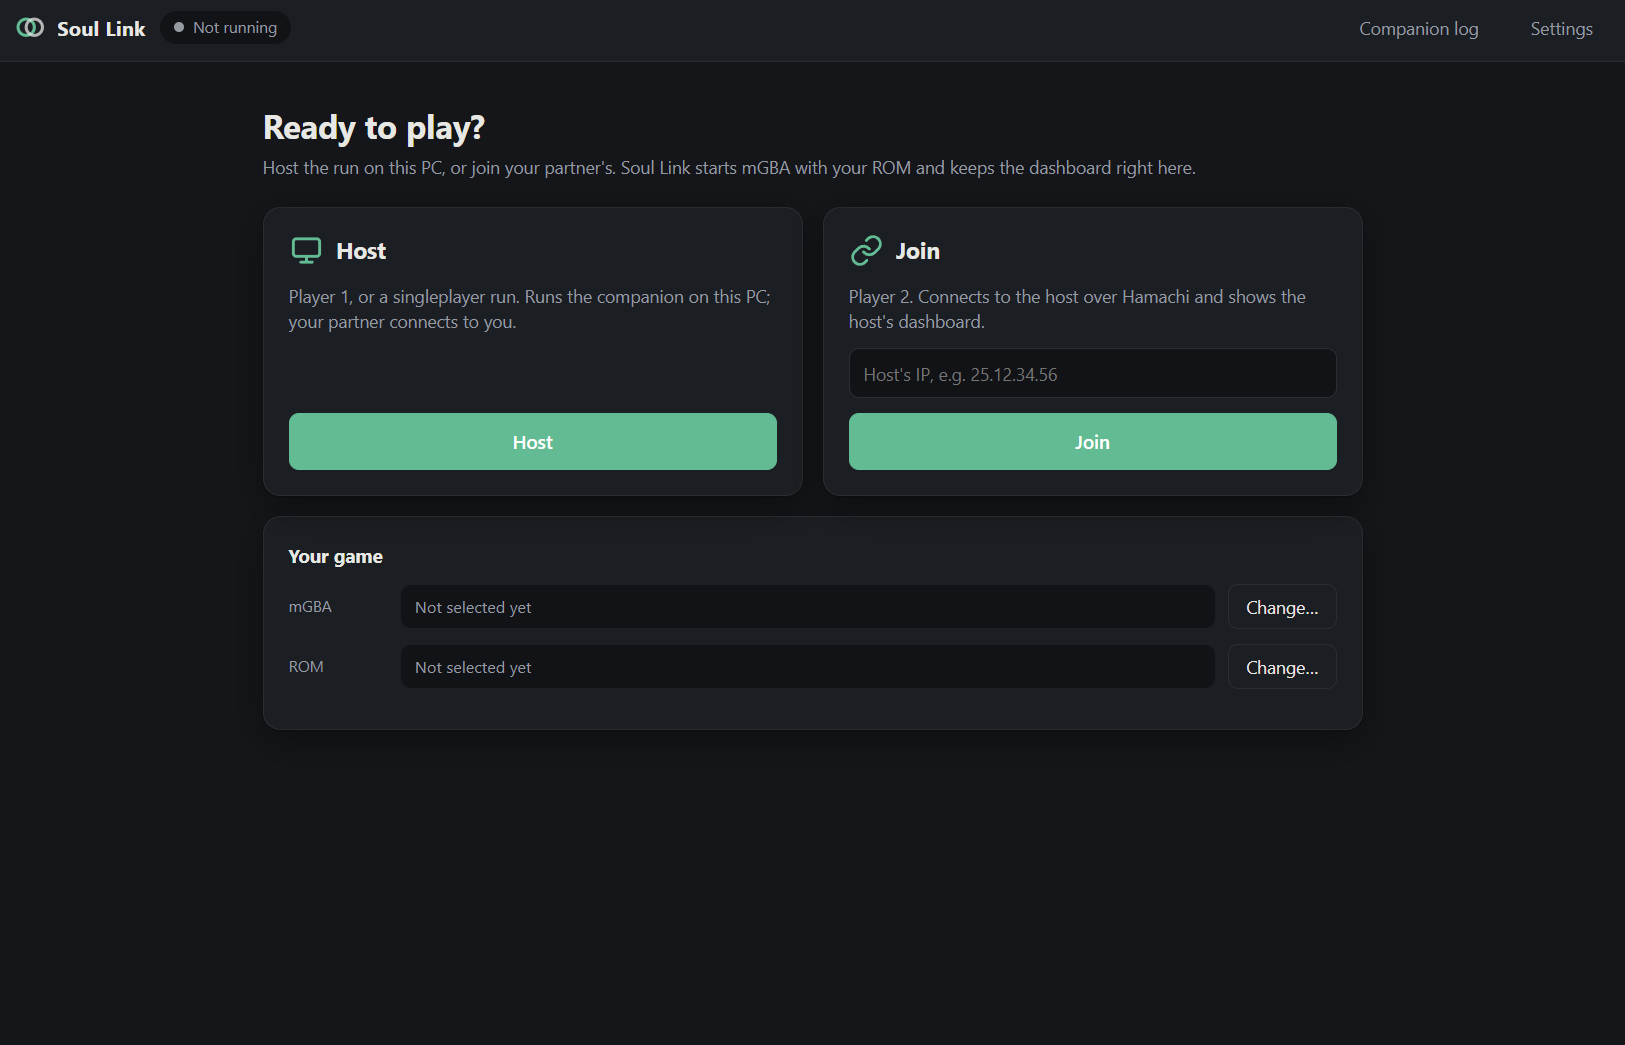 Soul Link
Not running
Companion log
Settings
Ready to play?
Host the run on this PC, or join your partner's. Soul Link starts mGBA with your ROM and keeps the dashboard right here.
Host
Player 1, or a singleplayer run. Runs the companion on this PC;
your partner connects to you.
Host
Join
Player 2. Connects to the host over Hamachi and shows the
host's dashboard.
Host's IP, e.g. 25.12.34.56
Join
Your game
mGBA
Not selected yet
Change...
ROM
Not selected yet
Change...